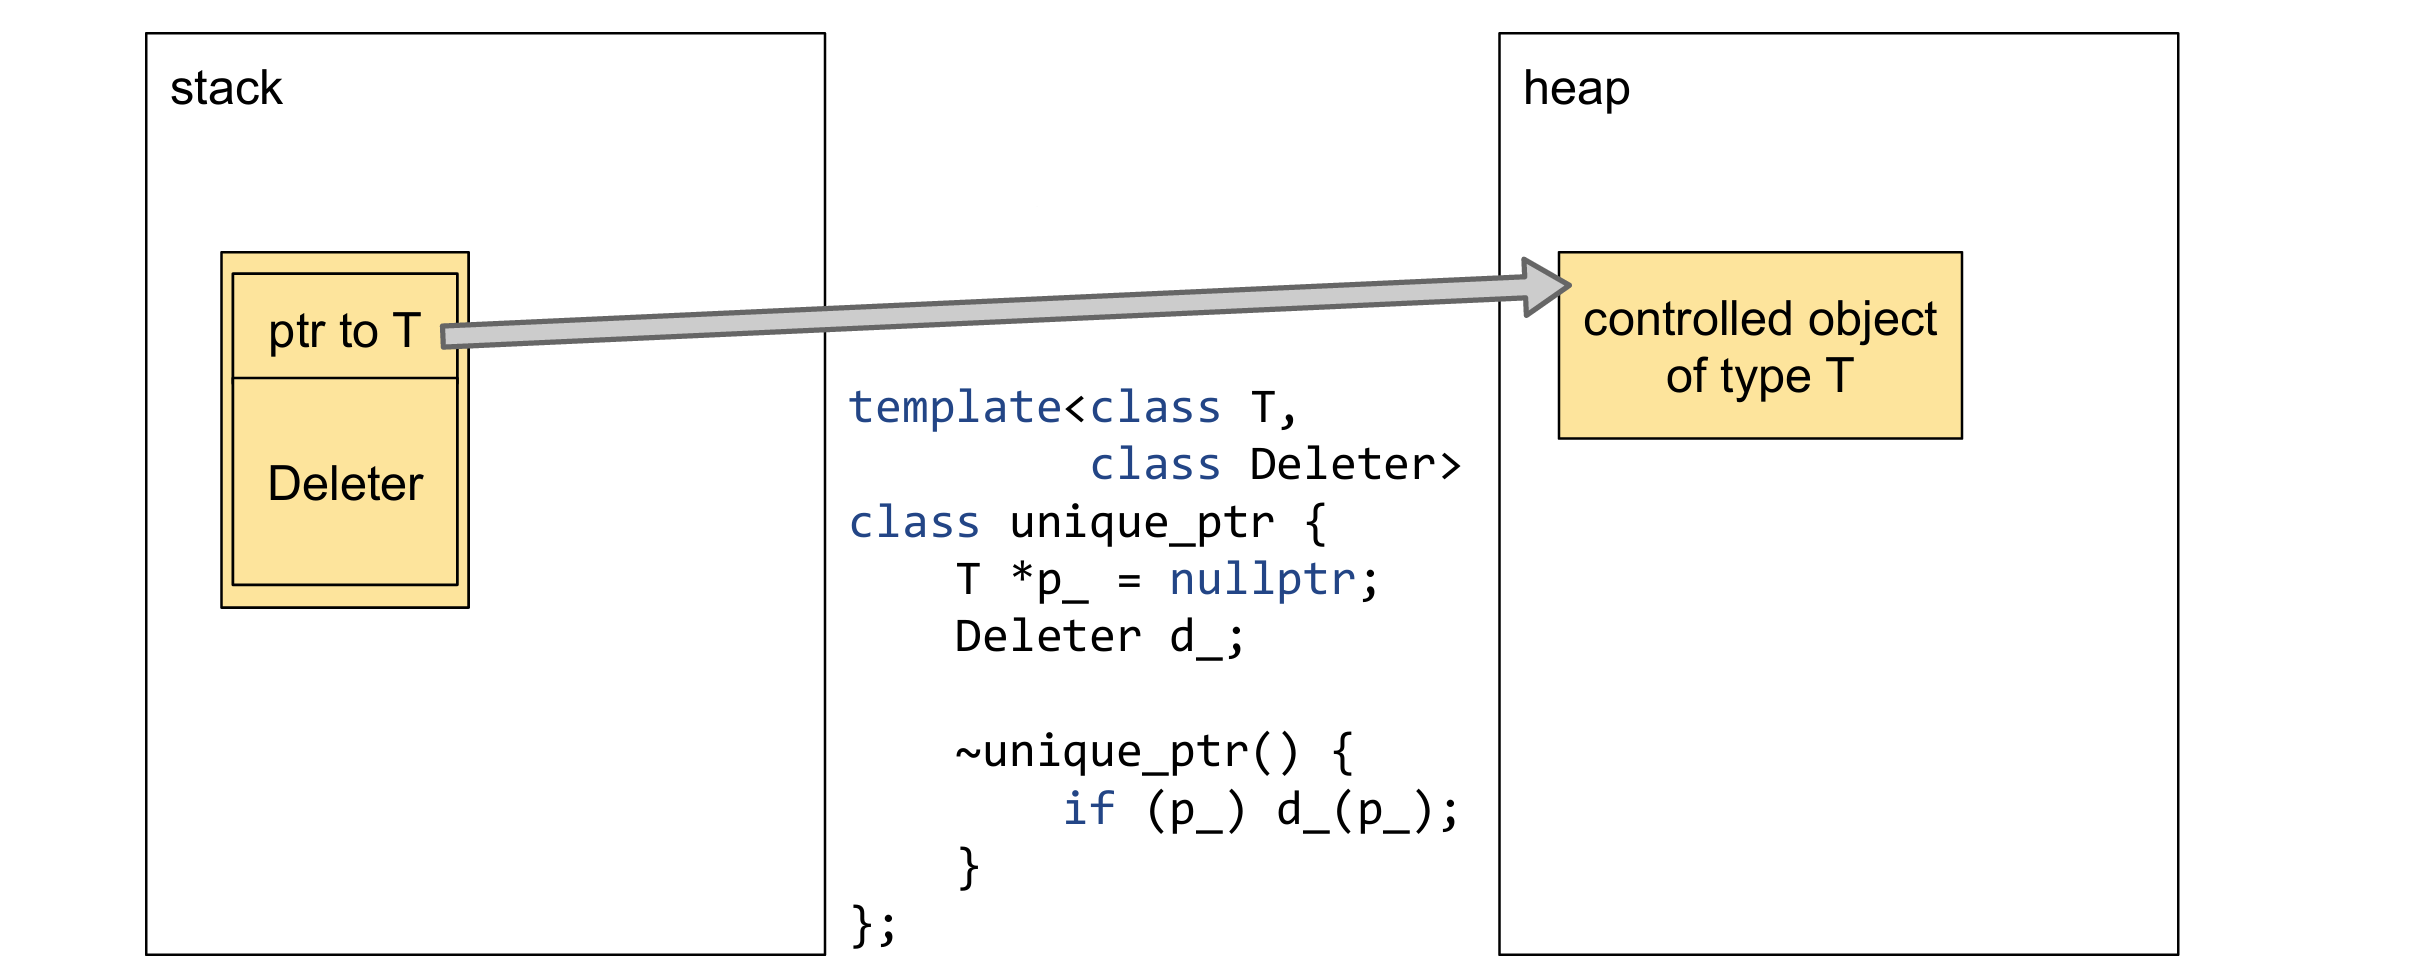 stack
heap
ptr to T
Deleter
controlled object
of type T
template<class T,
         class Deleter>
class unique_ptr {
    T *p_ = nullptr;
    Deleter d_;

    ~unique_ptr() {
        if (p_) d_(p_);
    }
};